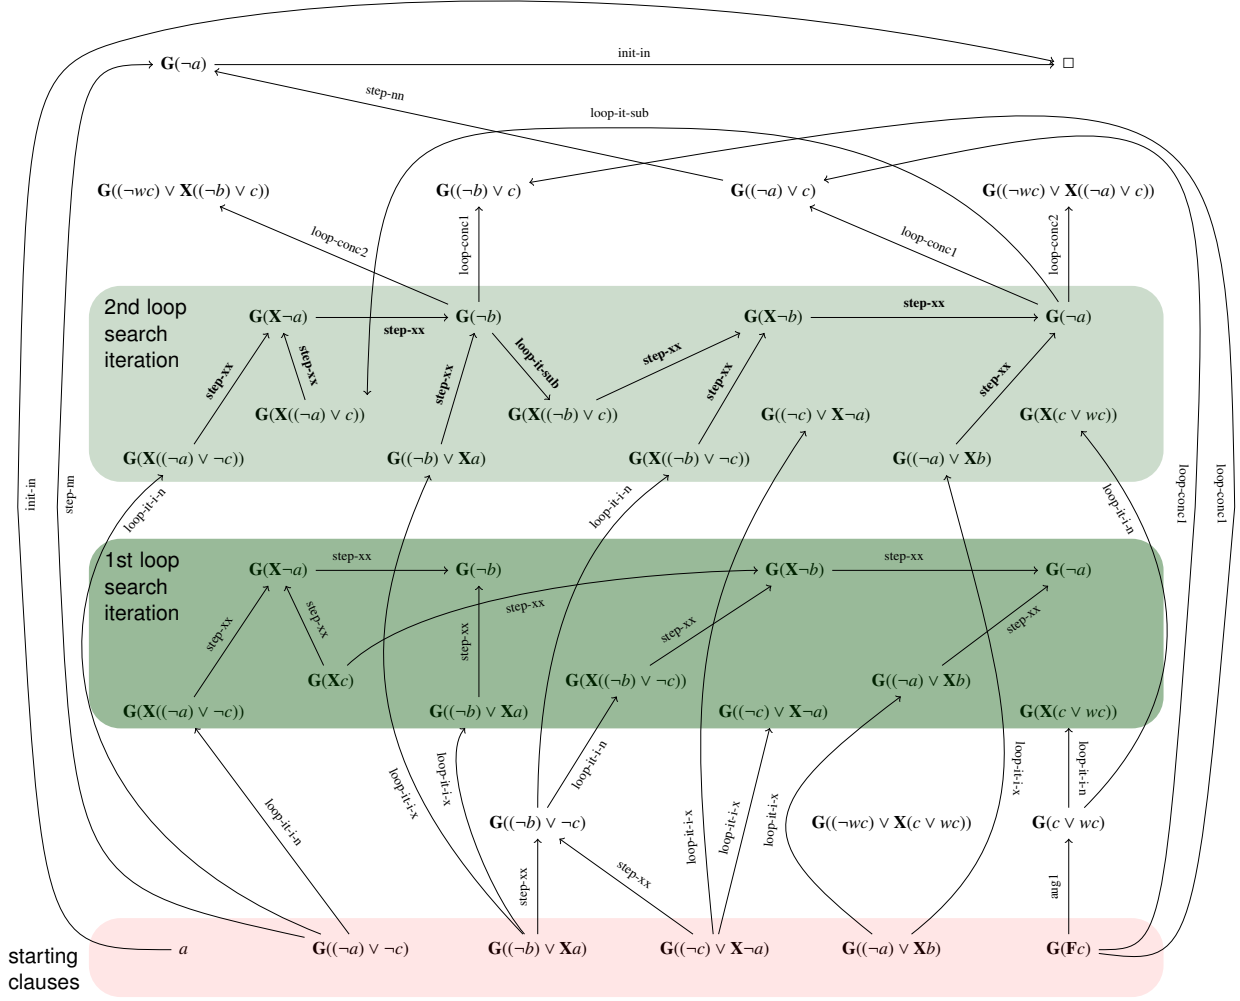 init-in
G(¬a)
□
step-nn
loop-it-sub
G((¬wc) ∨ X((¬b) ∨ c))
G((¬b) ∨ c)
G((¬a) ∨ c)
G((¬wc) ∨ X((¬a) ∨ c))
loop-conc2
loop-conc1
loop-conc1
loop-conc2
2nd loop
search
iteration
G(X¬a)
step-xx
G(¬b)
G(X¬b)
step-xx
G(¬a)
step-xx
step-xx
step-xx
loop-it-sub
step-xx
step-xx
step-xx
G(X((¬a) ∨ c))
G(X((¬b) ∨ c))
G((¬c) ∨ X¬a)
G(X(c ∨ wc))
G(X((¬a) ∨ ¬c))
G((¬b) ∨ Xa)
G(X((¬b) ∨ ¬c))
G((¬a) ∨ Xb)
init-in
step-nn
loop-it-i-n
loop-it-i-n
loop-it-i-n
loop-conc1
loop-conc1
1st loop
search
iteration
G(X¬a)
step-xx
G(¬b)
G(X¬b)
step-xx
G(¬a)
step-xx
step-xx
step-xx
step-xx
step-xx
step-xx
G(Xc)
G(X((¬b) ∨ ¬c))
G((¬a) ∨ Xb)
G(X((¬a) ∨ ¬c))
G((¬b) ∨ Xa)
G((¬c) ∨ X¬a)
G(X(c ∨ wc))
loop-it-i-n
loop-it-i-x
loop-it-i-x
loop-it-i-n
loop-it-i-x
loop-it-i-x
loop-it-i-x
loop-it-i-x
loop-it-i-n
G((¬b) ∨ ¬c)
G((¬wc) ∨ X(c ∨ wc))
G(c ∨ wc)
step-xx
step-xx
aug1
starting
clauses
a
G((¬a) ∨ ¬c)
G((¬b) ∨ Xa)
G((¬c) ∨ X¬a)
G((¬a) ∨ Xb)
G(Fc)